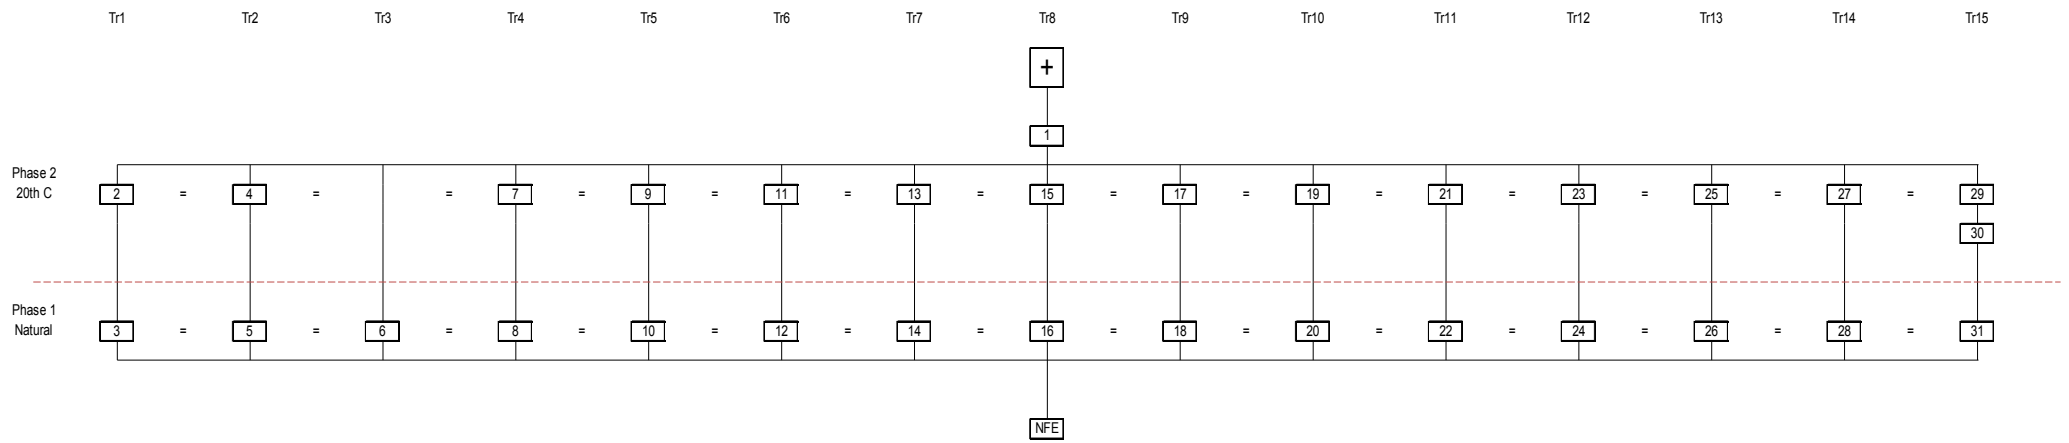 Tr1 Tr2 Tr3 Tr4 Tr5 Tr6 Tr7 Tr8 Tr9 Tr10 Tr11 Tr12 Tr13 Tr14 Tr15
+
1
Phase 2
20th C 2 = 4 = = 7 = 9 = 11 = 13 = 15 = 17 = 19 = 21 = 23 = 25 = 27 = 29
30
Phase 1
Natural 3 = 5 = 6 = 8 = 10 = 12 = 14 = 16 = 18 = 20 = 22 = 24 = 26 = 28 = 31
NFE